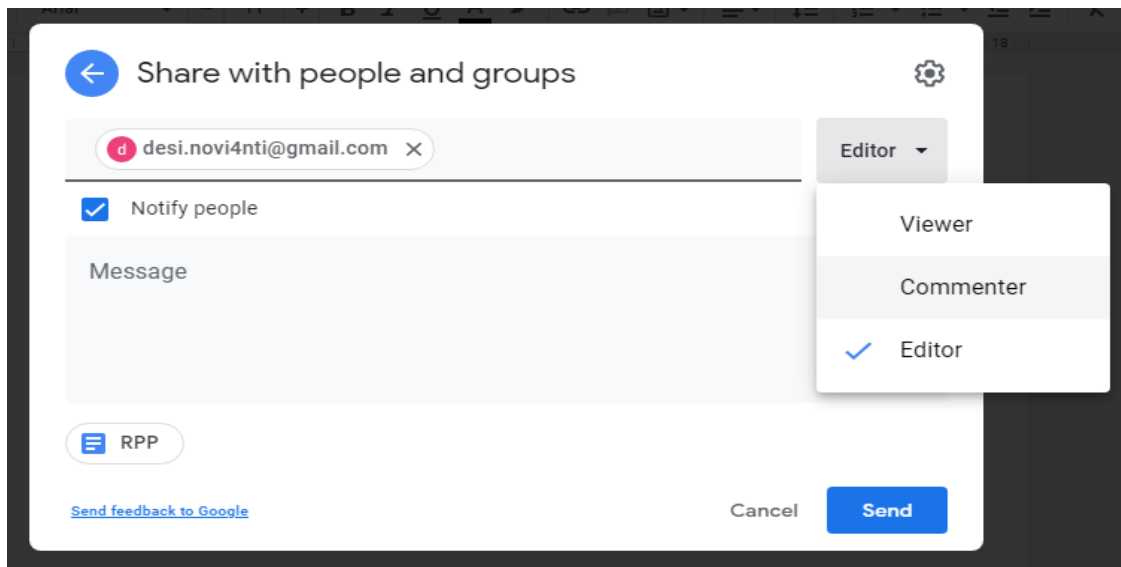 Share with people and groups
d desi.novi4nti@gmail.com
Editor
Notify people
Viewer
Message
Commenter
Editor
RPP
Send feedback to Google
Cancel
Send
18